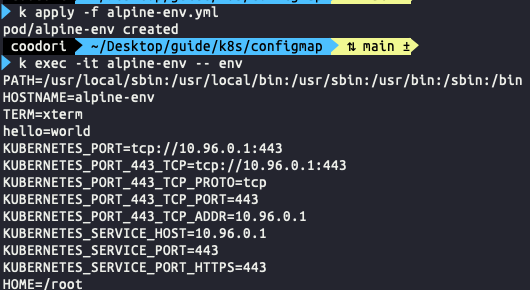 k apply -f alpine-env.yml
pod/alpine-env created
coodori ~/Desktop/guide/k8s/configmap main ±
k exec -it alpine-env -- env
PATH=/usr/local/sbin:/usr/local/bin:/usr/sbin:/usr/bin:/sbin:/bin
HOSTNAME=alpine-env
TERM=xterm
hello=world
KUBERNETES_PORT=tcp://10.96.0.1:443
KUBERNETES_PORT_443_TCP=tcp://10.96.0.1:443
KUBERNETES_PORT_443_TCP_PROTO=tcp
KUBERNETES_PORT_443_TCP_PORT=443
KUBERNETES_PORT_443_TCP_ADDR=10.96.0.1
KUBERNETES_SERVICE_HOST=10.96.0.1
KUBERNETES_SERVICE_PORT=443
KUBERNETES_SERVICE_PORT_HTTPS=443
HOME=/root